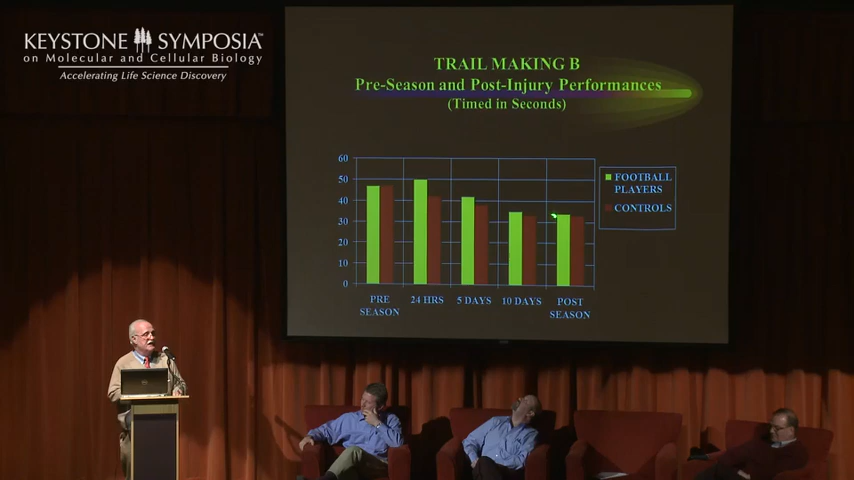 KEYSTONE SYMPOSIA™
on Molecular and Cellular Biology
Accelerating Life Science Discovery
TRAIL MAKING B
Pre-Season and Post-Injury Performances
(Timed in Seconds)
60
50
40
30
20
10
0
PRE SEASON
24 HRS
5 DAYS
10 DAYS
POST SEASON
FOOTBALL
PLAYERS
CONTROLS